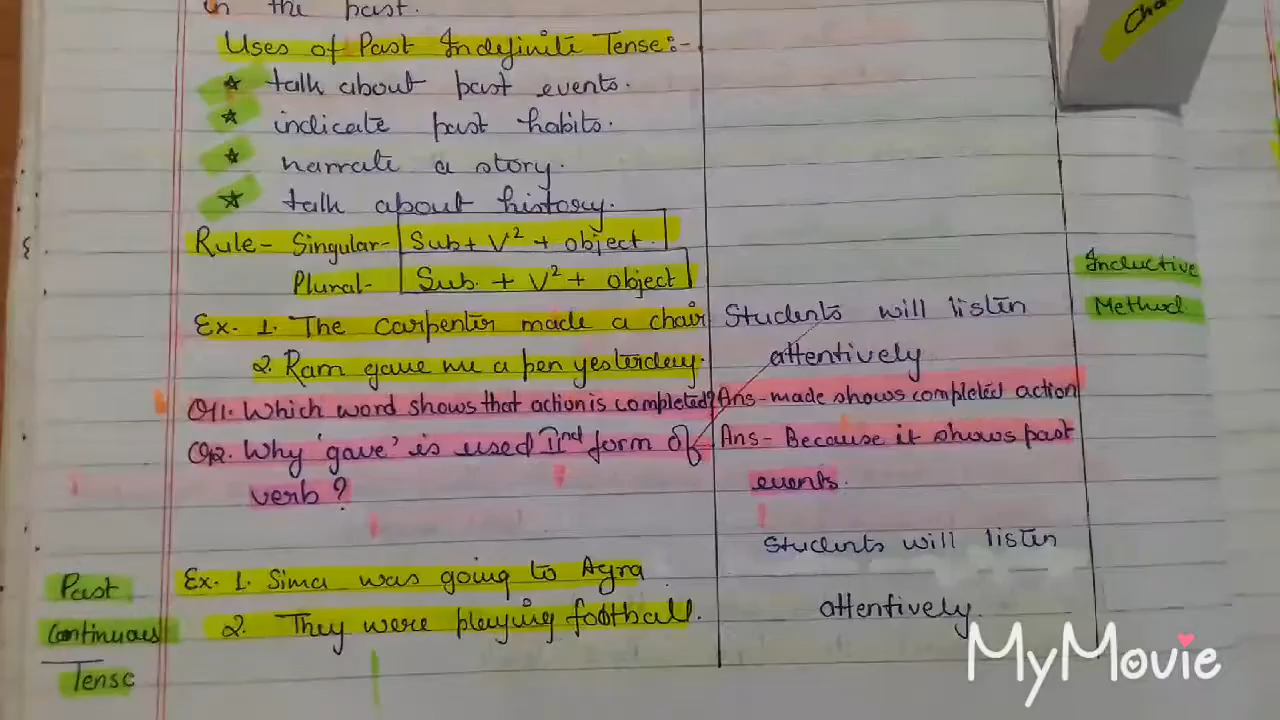 in the past.
Cha
Uses of Past Indefinite Tense:-
★ talk about past events.
★ indicate past habits.
★ narrate a story.
★ talk about history.
Rule- Singular- Sub + V² + object.
Plural- Sub. + V² + object
Inductive
Method
Ex. 1. The carpenter made a chair
Students will listen
2. Ram gave me a pen yesterday.
attentively
Q1. Which word shows that action is completed?
Ans- made shows completed action
Q2. Why 'gave' is used IInd form of
Ans- Because it shows past
verb ?
events.
Students will listen
Past
Ex. 1. Sima was going to Agra
Continuous
2. They were playing football.
attentively.
Tense
MyMovie